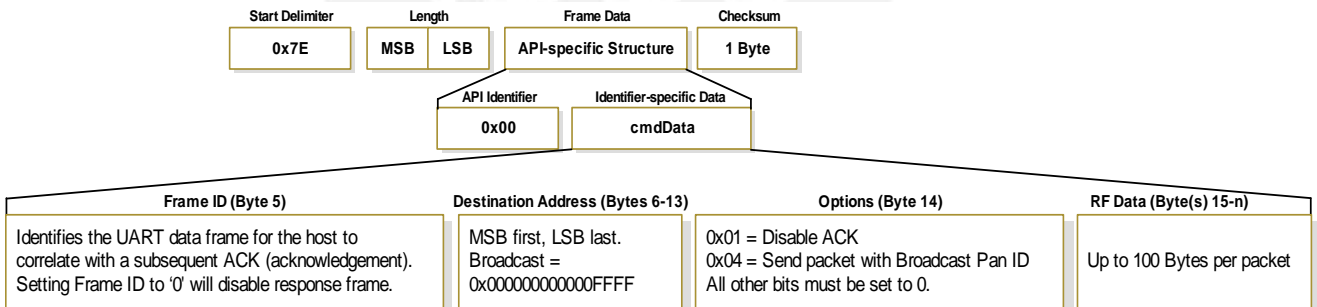 Start Delimiter Length Frame Data Checksum
0x7E MSB LSB API-specific Structure 1 Byte
API Identifier Identifier-specific Data
0x00 cmdData
Frame ID (Byte 5)
Identifies the UART data frame for the host to
correlate with a subsequent ACK (acknowledgement).
Setting Frame ID to '0' will disable response frame.
Destination Address (Bytes 6-13)
MSB first, LSB last.
Broadcast =
0x000000000000FFFF
Options (Byte 14)
0x01 = Disable ACK
0x04 = Send packet with Broadcast Pan ID
All other bits must be set to 0.
RF Data (Byte(s) 15-n)
Up to 100 Bytes per packet